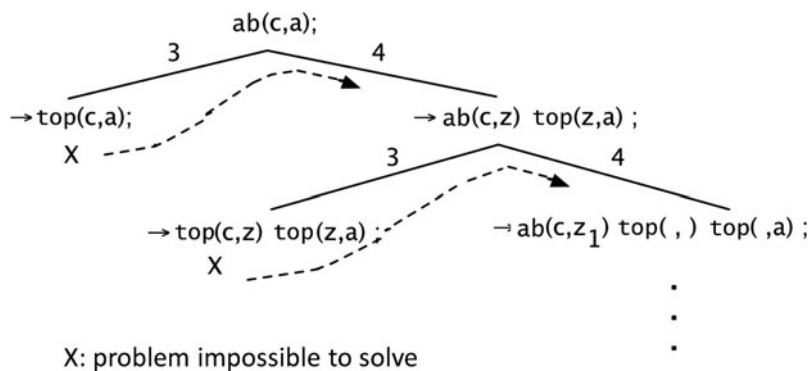 ab(c,a);
3 4
→top(c,a); →ab(c,z) top(z,a) ;
X
3 4
→top(c,z) top(z,a) ; →ab(c,z₁) top( , ) top( ,a) ;
X
X: problem impossible to solve